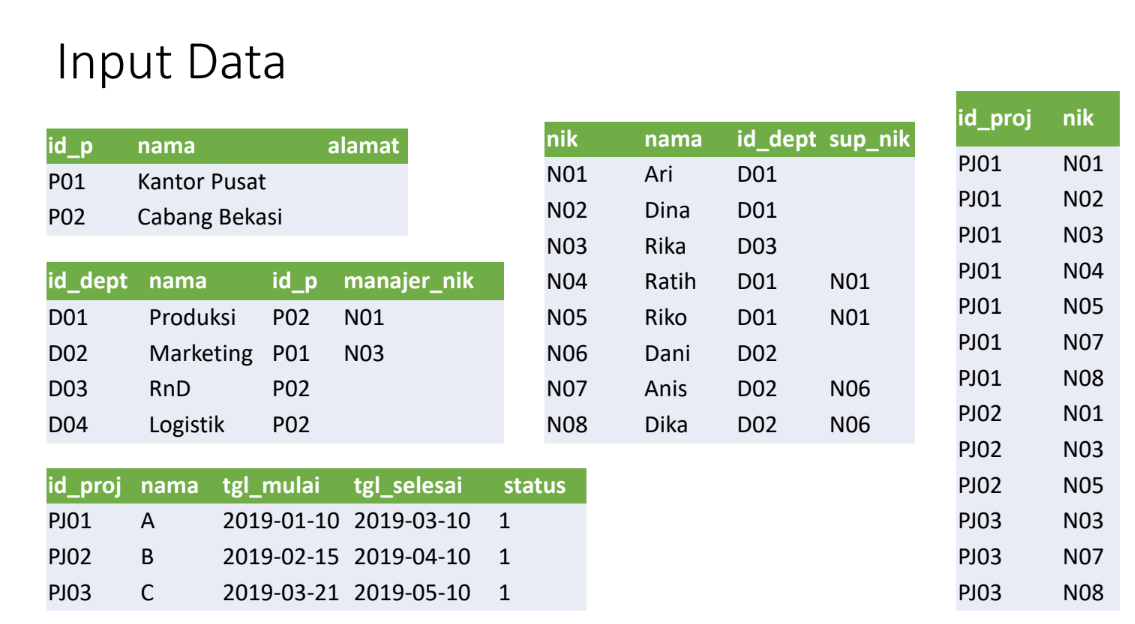 Input Data
id_p nama alamat
P01 Kantor Pusat
P02 Cabang Bekasi
id_dept nama id_p manajer_nik
D01 Produksi P02 N01
D02 Marketing P01 N03
D03 RnD P02
D04 Logistik P02
id_proj nama tgl_mulai tgl_selesai status
PJ01 A 2019-01-10 2019-03-10 1
PJ02 B 2019-02-15 2019-04-10 1
PJ03 C 2019-03-21 2019-05-10 1
nik nama id_dept sup_nik
N01 Ari D01
N02 Dina D01
N03 Rika D03
N04 Ratih D01 N01
N05 Riko D01 N01
N06 Dani D02
N07 Anis D02 N06
N08 Dika D02 N06
id_proj nik
PJ01 N01
PJ01 N02
PJ01 N03
PJ01 N04
PJ01 N05
PJ01 N07
PJ01 N08
PJ02 N01
PJ02 N03
PJ02 N05
PJ03 N03
PJ03 N07
PJ03 N08